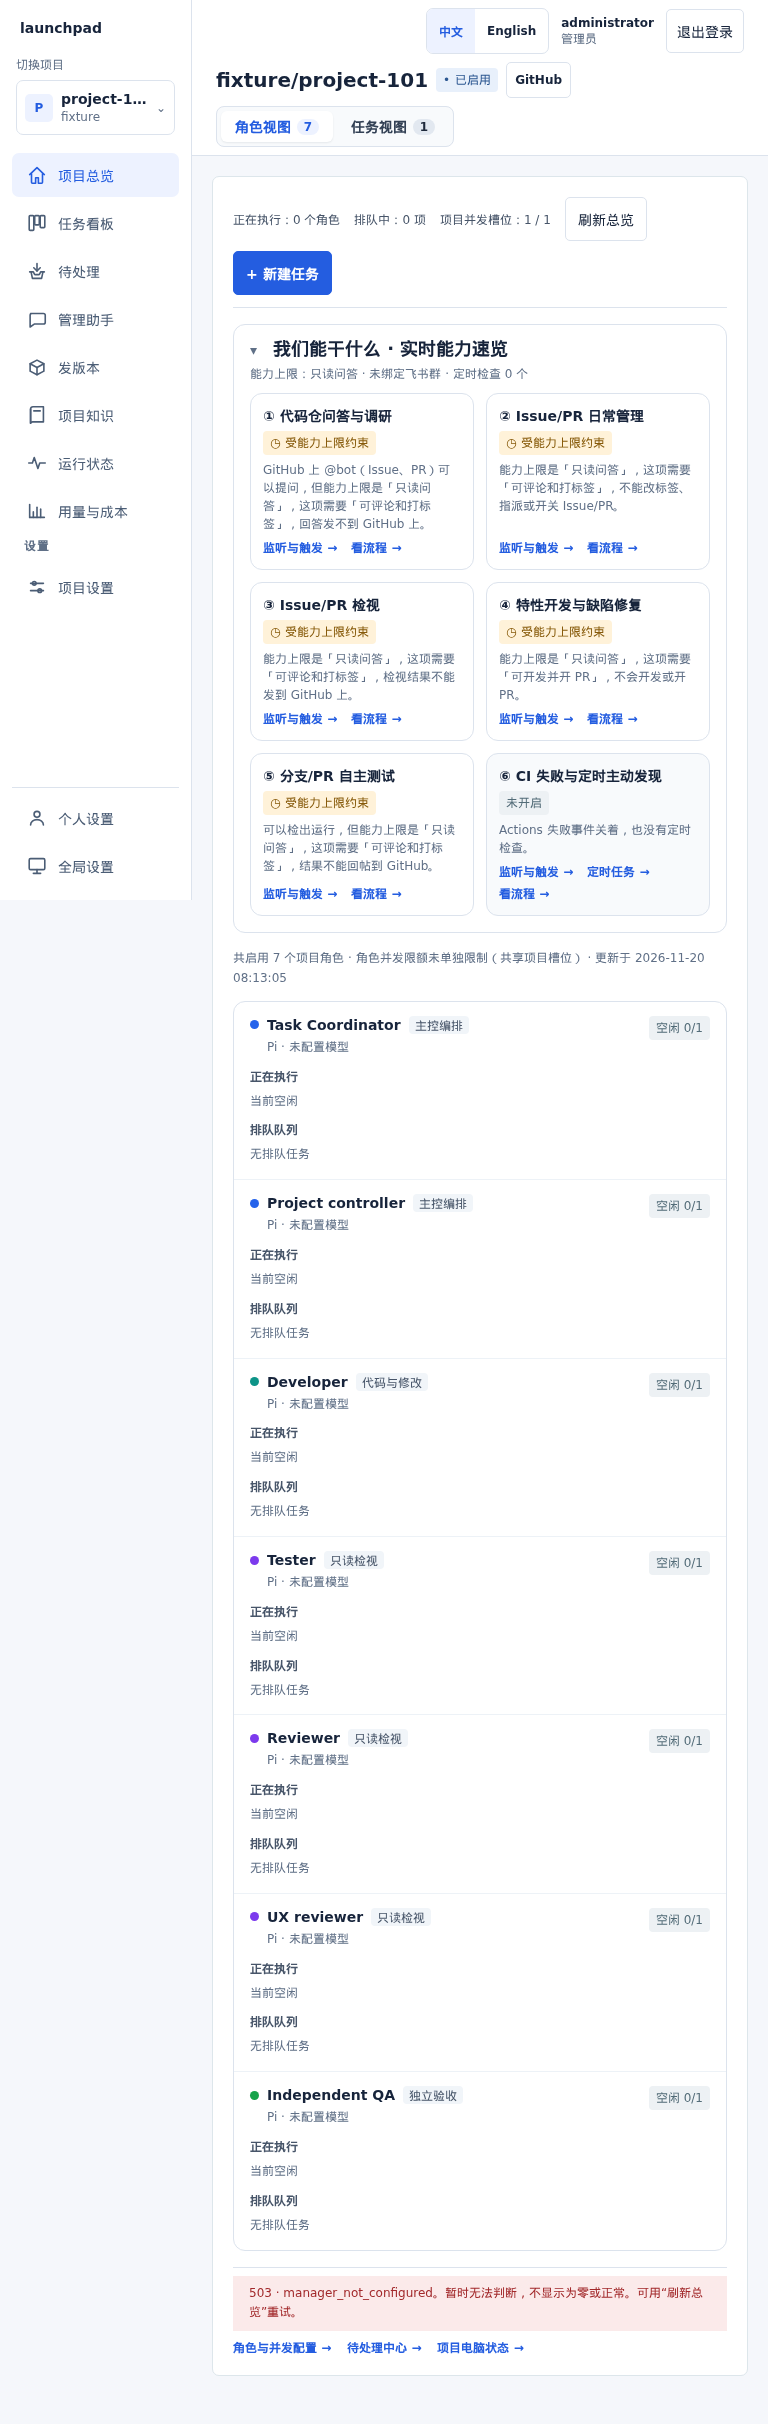 launchpad
切换项目
P
project-1…
fixture
项目总览
任务看板
待处理
管理助手
发版本
项目知识
运行状态
用量与成本
设置
项目设置
个人设置
全局设置
中文 English
administrator
管理员
退出登录
fixture/project-101 • 已启用 GitHub
角色视图 7 任务视图 1
正在执行：0 个角色 排队中：0 项 项目并发槽位：1 / 1 刷新总览
+ 新建任务
▾ 我们能干什么 · 实时能力速览
能力上限：只读问答 · 未绑定飞书群 · 定时检查 0 个
① 代码仓问答与调研
◷ 受能力上限约束
GitHub 上 @bot（Issue、PR）可
以提问，但能力上限是「只读问
答」，这项需要「可评论和打标
签」，回答发不到 GitHub 上。
监听与触发 → 看流程 →
② Issue/PR 日常管理
◷ 受能力上限约束
能力上限是「只读问答」，这项需要
「可评论和打标签」，不能改标签、
指派或开关 Issue/PR。
监听与触发 → 看流程 →
③ Issue/PR 检视
◷ 受能力上限约束
能力上限是「只读问答」，这项需要
「可评论和打标签」，检视结果不能
发到 GitHub 上。
监听与触发 → 看流程 →
④ 特性开发与缺陷修复
◷ 受能力上限约束
能力上限是「只读问答」，这项需要
「可开发并开 PR」，不会开发或开
PR。
监听与触发 → 看流程 →
⑤ 分支/PR 自主测试
◷ 受能力上限约束
可以检出运行，但能力上限是「只读
问答」，这项需要「可评论和打标
签」，结果不能回帖到 GitHub。
监听与触发 → 看流程 →
⑥ CI 失败与定时主动发现
未开启
Actions 失败事件关着，也没有定时
检查。
监听与触发 → 定时任务 →
看流程 →
共启用 7 个项目角色 · 角色并发限额未单独限制（共享项目槽位） · 更新于 2026-11-20
08:13:05
Task Coordinator 主控编排 空闲 0/1
Pi · 未配置模型
正在执行
当前空闲
排队队列
无排队任务
Project controller 主控编排 空闲 0/1
Pi · 未配置模型
正在执行
当前空闲
排队队列
无排队任务
Developer 代码与修改 空闲 0/1
Pi · 未配置模型
正在执行
当前空闲
排队队列
无排队任务
Tester 只读检视 空闲 0/1
Pi · 未配置模型
正在执行
当前空闲
排队队列
无排队任务
Reviewer 只读检视 空闲 0/1
Pi · 未配置模型
正在执行
当前空闲
排队队列
无排队任务
UX reviewer 只读检视 空闲 0/1
Pi · 未配置模型
正在执行
当前空闲
排队队列
无排队任务
Independent QA 独立验收 空闲 0/1
Pi · 未配置模型
正在执行
当前空闲
排队队列
无排队任务
503 · manager_not_configured。暂时无法判断，不显示为零或正常。可用“刷新总
览”重试。
角色与并发配置 → 待处理中心 → 项目电脑状态 →